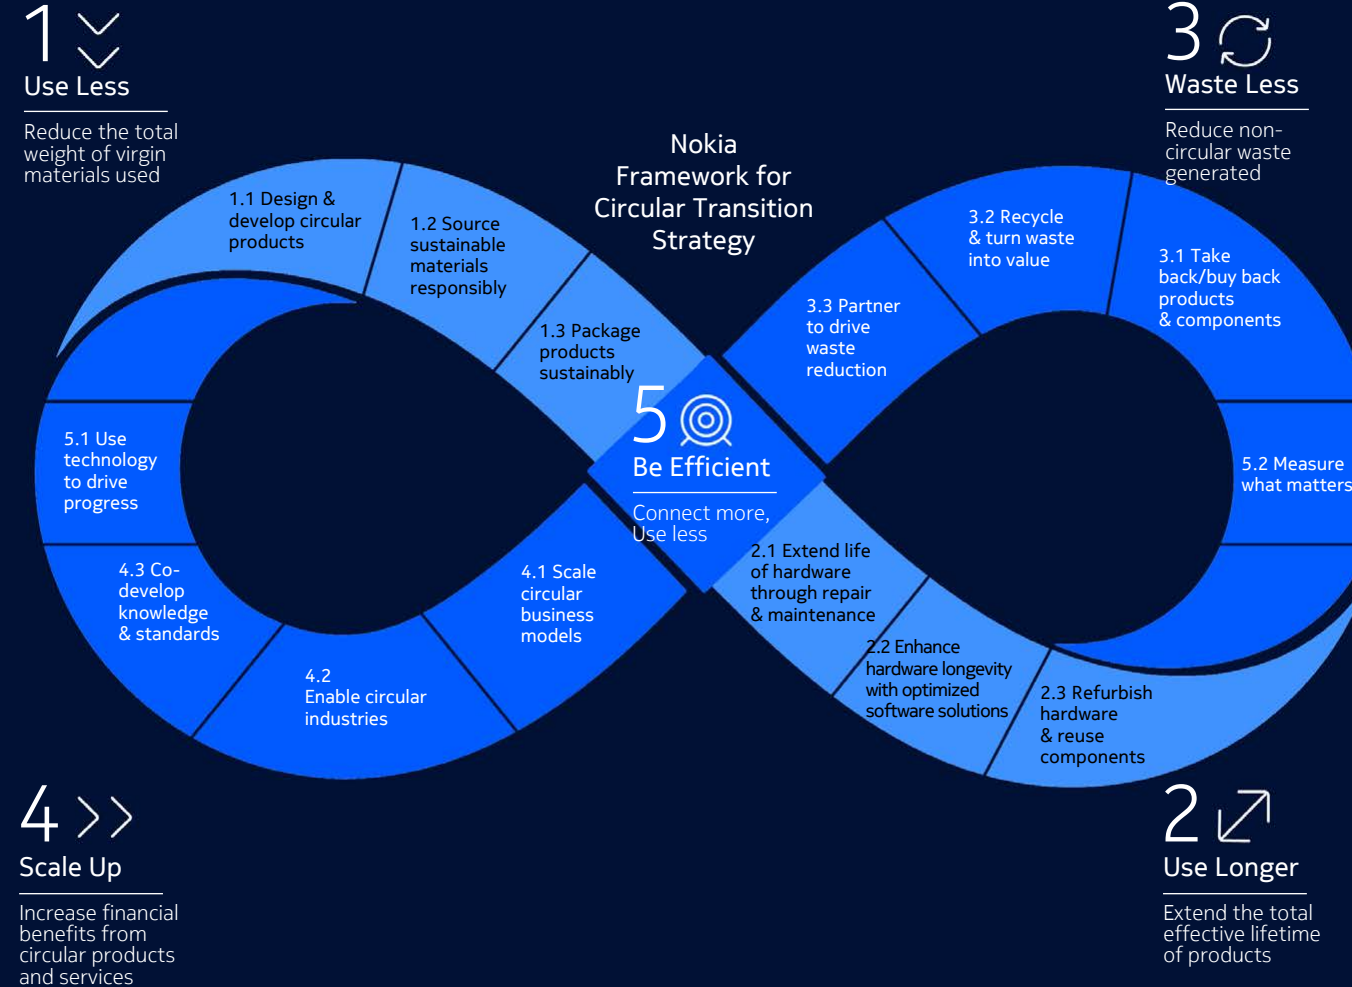 1
Use Less
Reduce the total
weight of virgin
materials used
3
Waste Less
Reduce non-
circular waste
generated
Nokia
Framework for
Circular Transition
Strategy
1.1 Design &
develop circular
products
1.2 Source
sustainable
materials
responsibly
1.3 Package
products
sustainably
3.3 Partner
to drive
waste
reduction
3.2 Recycle
& turn waste
into value
3.1 Take
back/buy back
products
& components
5
Be Efficient
Connect more,
Use less
5.1 Use
technology
to drive
progress
5.2 Measure
what matters
4.3 Co-
develop
knowledge
& standards
4.2
Enable circular
industries
4.1 Scale
circular
business
models
2.1 Extend life
of hardware
through repair
& maintenance
2.2 Enhance
hardware longevity
with optimized
software solutions
2.3 Refurbish
hardware
& reuse
components
4
Scale Up
Increase financial
benefits from
circular products
and services
2
Use Longer
Extend the total
effective lifetime
of products